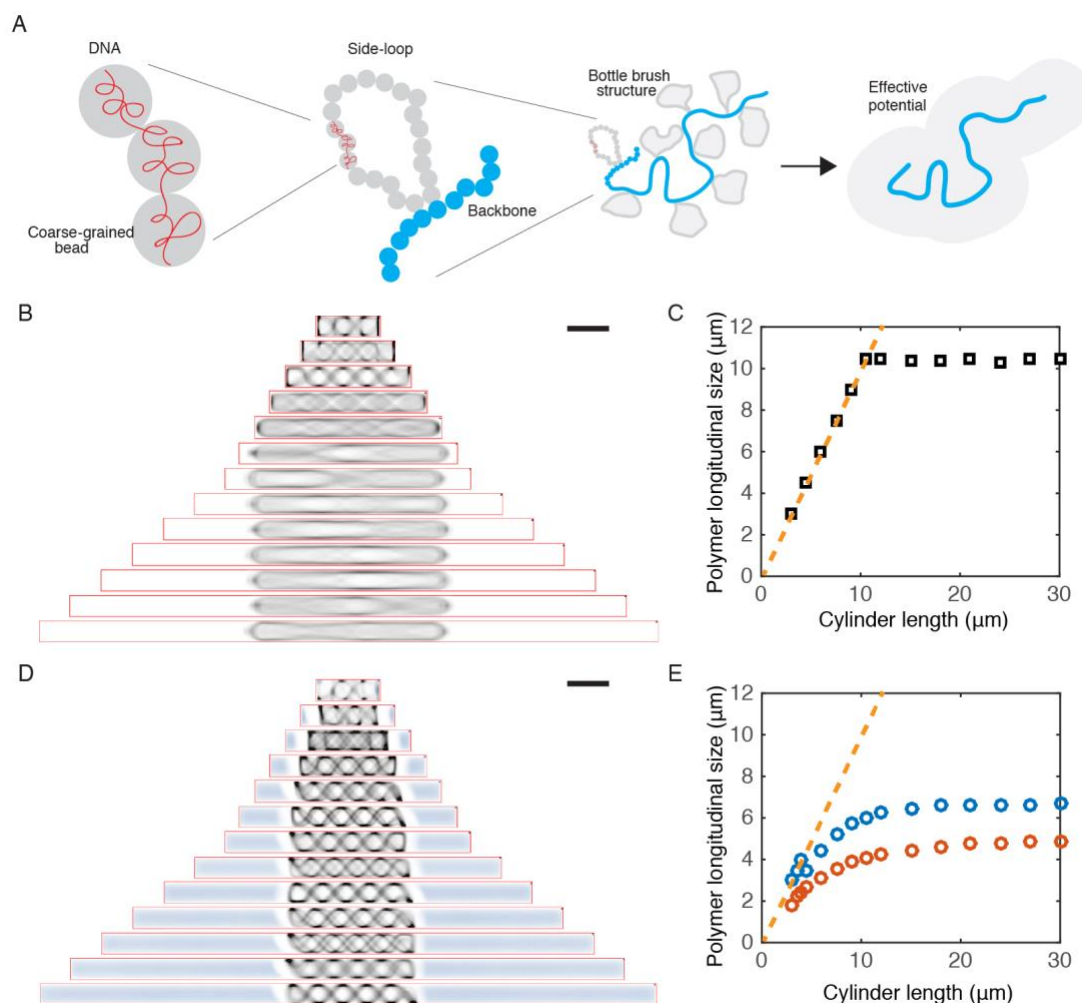 A
DNA
Coarse-grained
bead
Side-loop
Backbone
Bottle brush
structure
Effective
potential
B
C
Polymer longitudinal size (μm)
12
10
8
6
4
2
0
0 10 20 30
Cylinder length (μm)
D
E
Polymer longitudinal size (μm)
12
10
8
6
4
2
0
0 10 20 30
Cylinder length (μm)